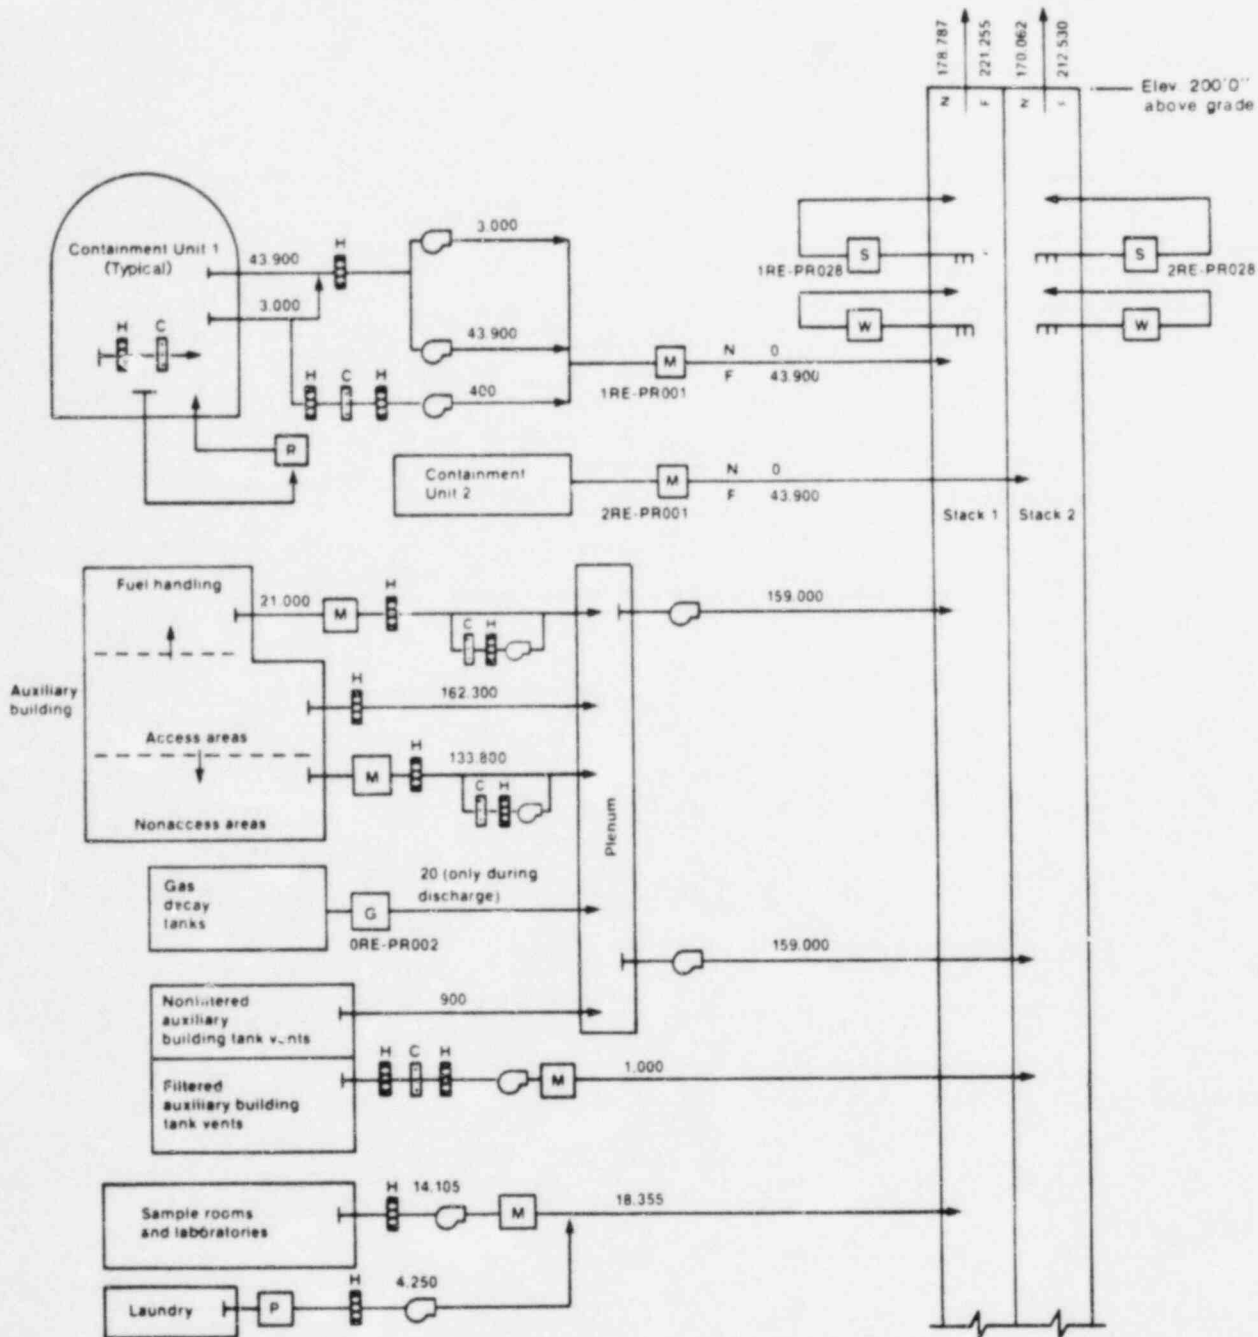 178.787
221.255
170.062
212.530
N
F
N
F
Elev. 200'0''
above grade
Containment Unit 1
(Typical)
43.900
H
3.000
3.000
H
C
43.900
H
C
H
400
R
M
1RE-PR001
N 0
F 43.900
S
1RE-PR028
W
S
2RE-PR028
W
Containment
Unit 2
M
2RE-PR001
N 0
F 43.900
Stack 1
Stack 2
Fuel handling
21.000
M
H
C
H
159.000
H
162.300
Auxiliary
building
Access areas
M
H
133.800
C
H
Nonaccess areas
Plenum
Gas
decay
tanks
G
0RE-PR002
20 (only during
discharge)
159.000
Nonfiltered
auxiliary
building tank vents
900
Filtered
auxiliary building
tank vents
H
C
H
M
1.000
Sample rooms
and laboratories
H
14.105
M
18.355
Laundry
P
H
4.250